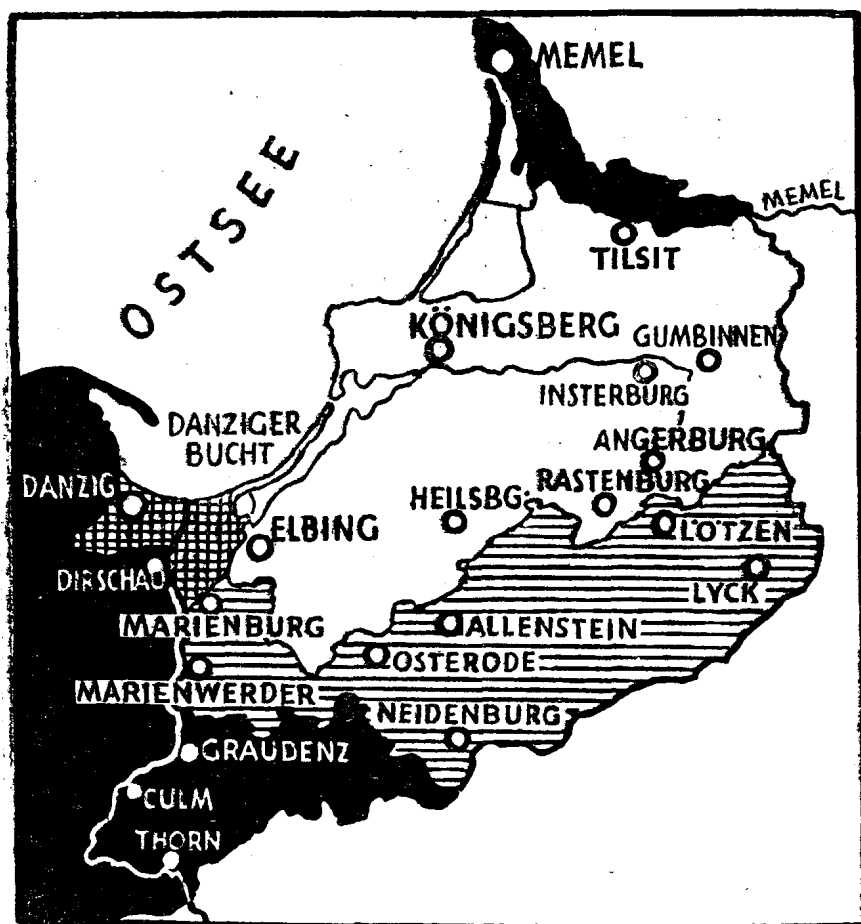 MEMEL
OSTSEE
MEMEL
TILSIT
KÖNIGSBERG
GUMBINNEN
INSTERBURG
DANZIGER
BUCHT
ANGERBURG
DANZIG
HEILSBG.
RASTENBURG
ELBING
LÖTZEN
DIRSCHAU
LYCK
MARIENBURG
ALLENSTEIN
OSTERODE
MARIENWERDER
NEIDENBURG
GRAUDENZ
CULM
THORN